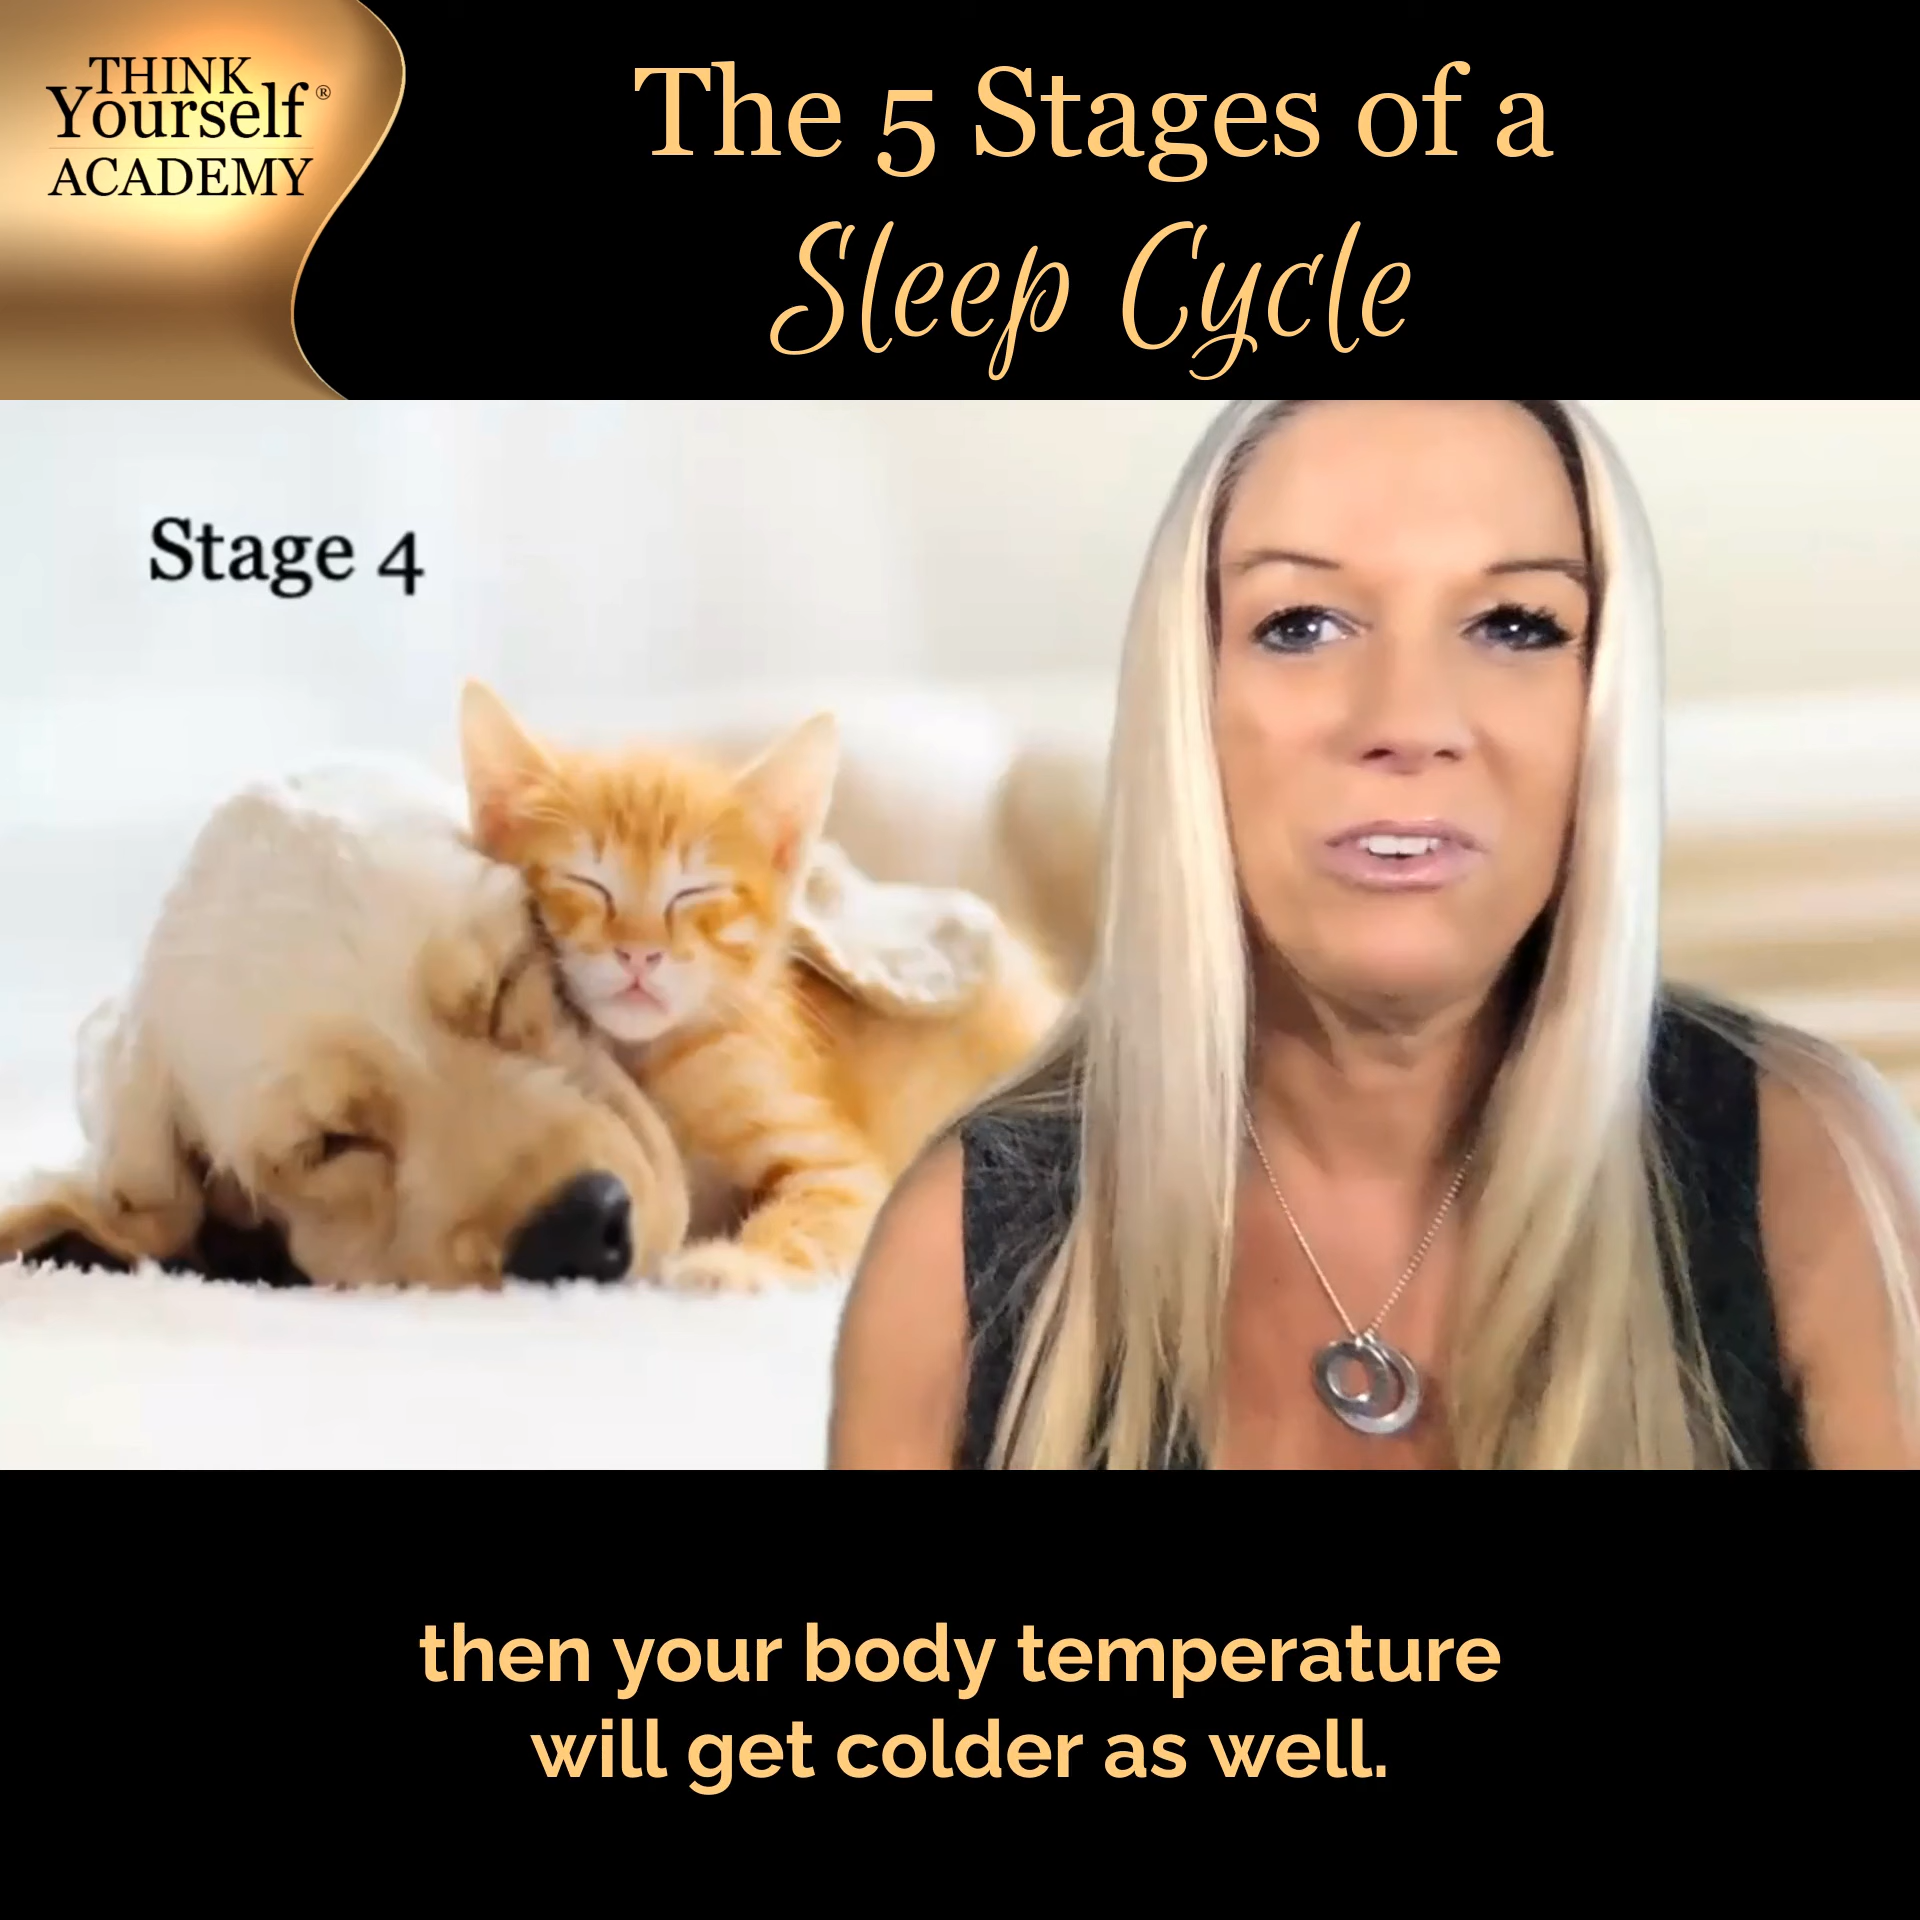 THINK
Yourself®
ACADEMY
The 5 Stages of a
Sleep Cycle
Stage 4
then your body temperature
will get colder as well.